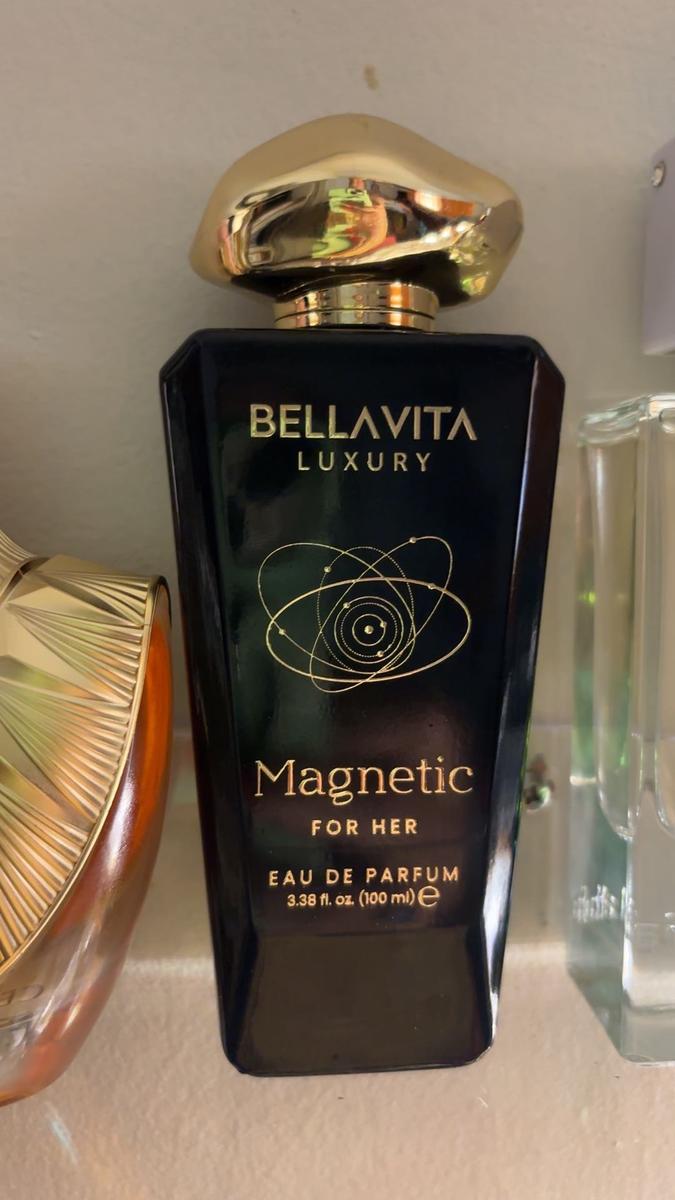 BELLAVITA
LUXURY
Magnetic
FOR HER
EAU DE PARFUM
3.38 fl. oz. (100 ml) e